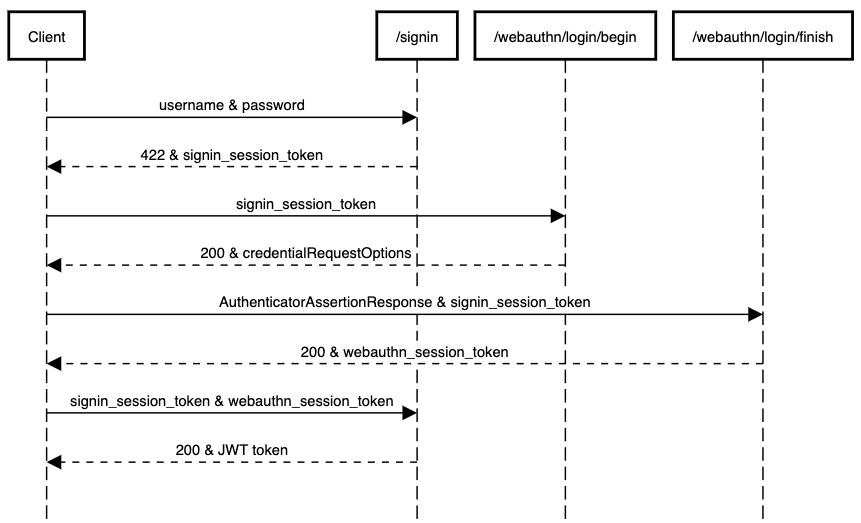 Client
/signin
/webauthn/login/begin
/webauthn/login/finish
username & password
422 & signin_session_token
signin_session_token
200 & credentialRequestOptions
AuthenticatorAssertionResponse & signin_session_token
200 & webauthn_session_token
signin_session_token & webauthn_session_token
200 & JWT token